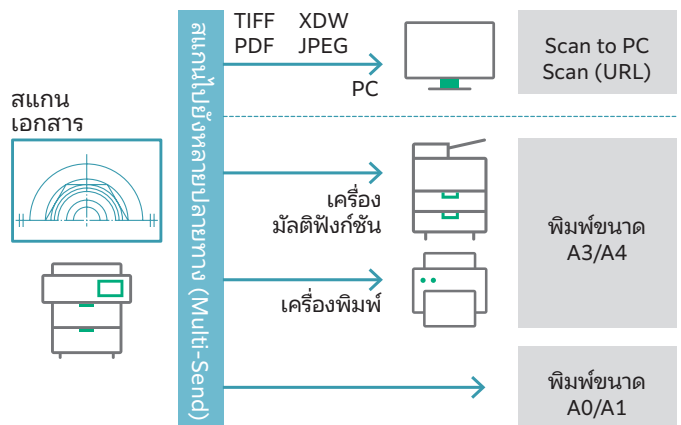 สแกน
เอกสาร
สแกนไปยังหลายปลายทาง (Multi-Send)
TIFF XDW
PDF JPEG
PC
Scan to PC
Scan (URL)
เครื่อง
มัลติฟังก์ชัน
เครื่องพิมพ์
พิมพ์ขนาด
A3/A4
พิมพ์ขนาด
A0/A1